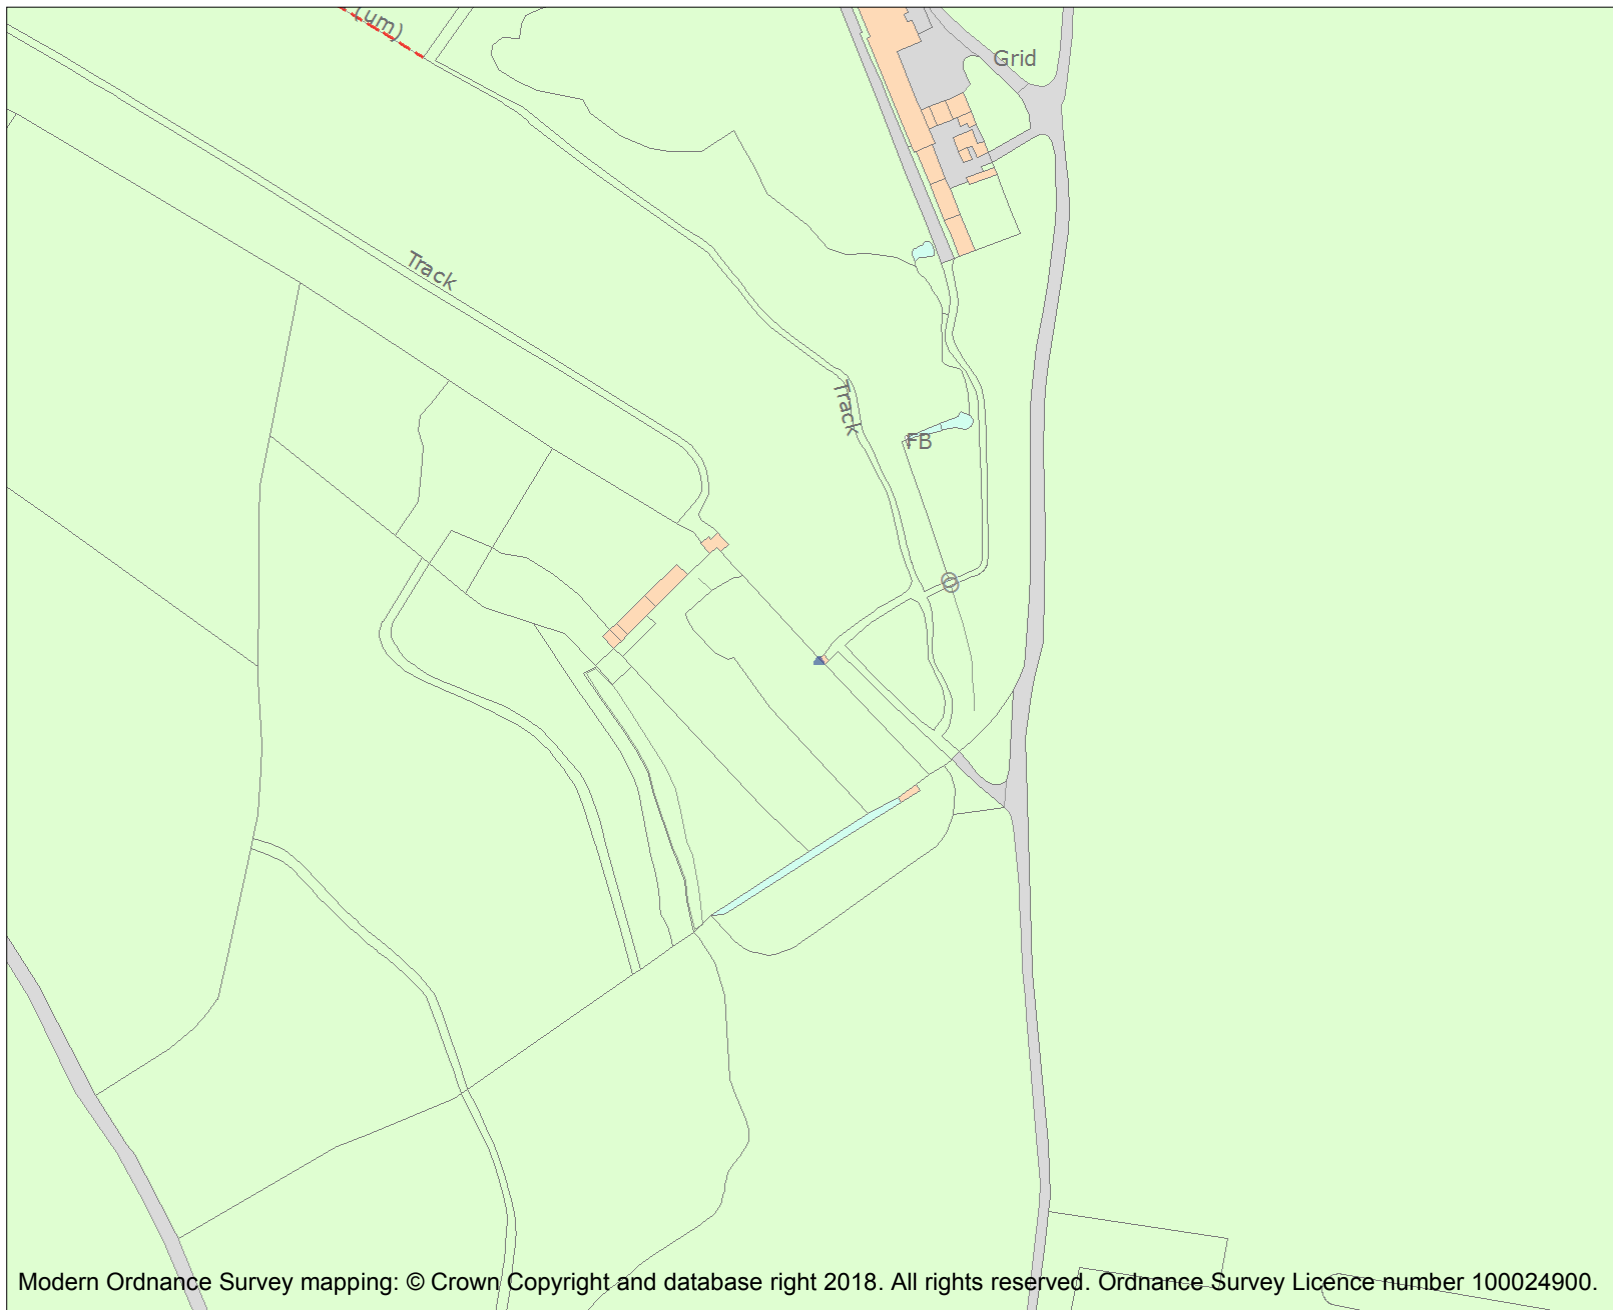 (um)
Grid
Track
Track
FB
Modern Ordnance Survey mapping: © Crown Copyright and database right 2018. All rights reserved. Ordnance Survey Licence number 100024900.